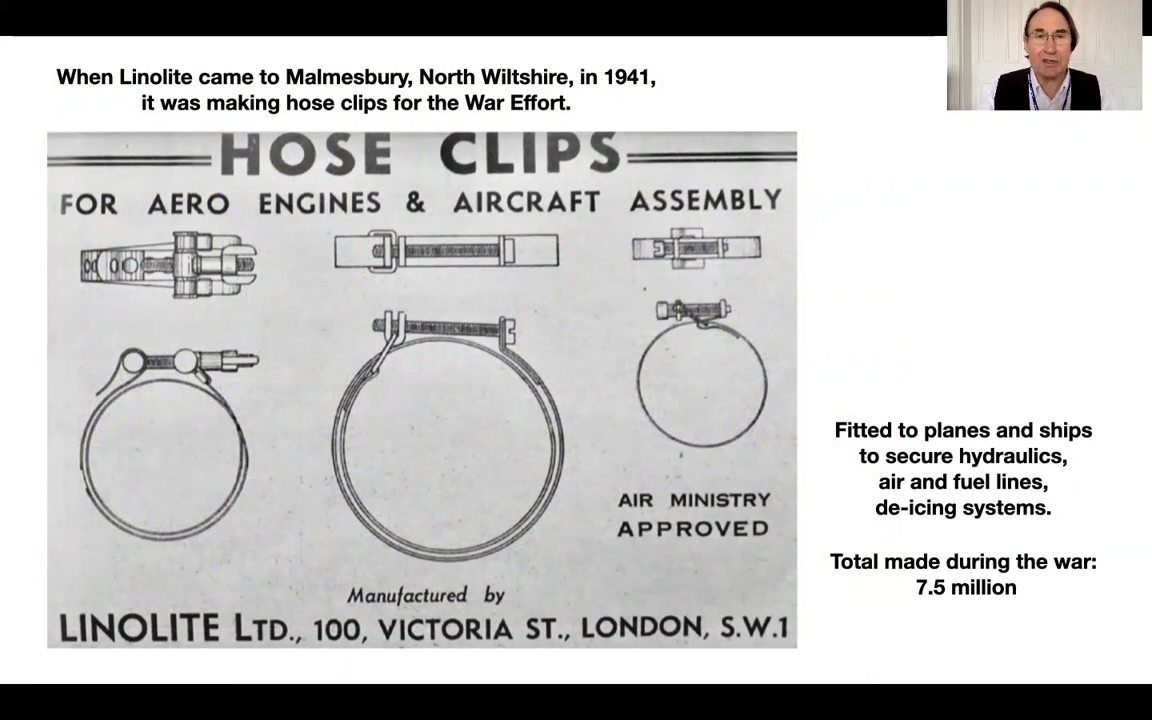 When Linolite came to Malmesbury, North Wiltshire, in 1941,
it was making hose clips for the War Effort.
HOSE CLIPS
FOR AERO ENGINES & AIRCRAFT ASSEMBLY
AIR MINISTRY
APPROVED
Manufactured by
LINOLITE LTD., 100, VICTORIA ST., LONDON, S.W.1
Fitted to planes and ships
to secure hydraulics,
air and fuel lines,
de-icing systems.
Total made during the war:
7.5 million